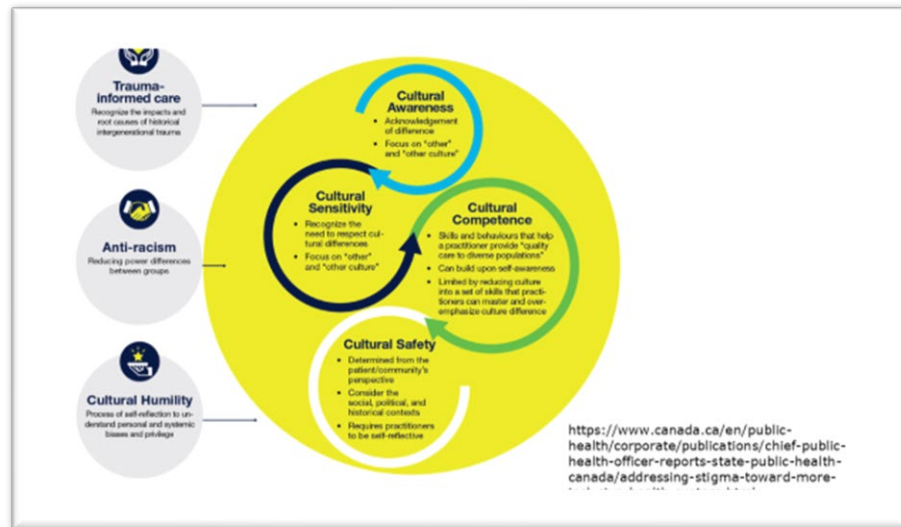 Trauma-
informed care
Recognize the impacts and
root causes of historical
intergenerational trauma
Anti-racism
Reducing power differences
between groups
Cultural Humility
Process of self-reflection to un-
derstand personal and systemic
biases and privilege
Cultural
Awareness
• Acknowledgement
of difference
• Focus on “other”
and “other culture”
Cultural
Sensitivity
• Recognize the
need to respect cul-
tural differences
• Focus on “other”
and “other culture”
Cultural
Competence
• Skills and behaviours that help
a practitioner provide “quality
care to diverse populations”
• Can build upon self-awareness
• Limited by reducing culture
into a set of skills that practi-
tioners can master and over-
emphasize culture difference
Cultural Safety
• Determined from the
patient/community’s
perspective
• Consider the
social, political, and
historical contexts
• Requires practitioners
to be self-reflective
https://www.canada.ca/en/public-
health/corporate/publications/chief-public-
health-officer-reports-state-public-health-
canada/addressing-stigma-toward-more-